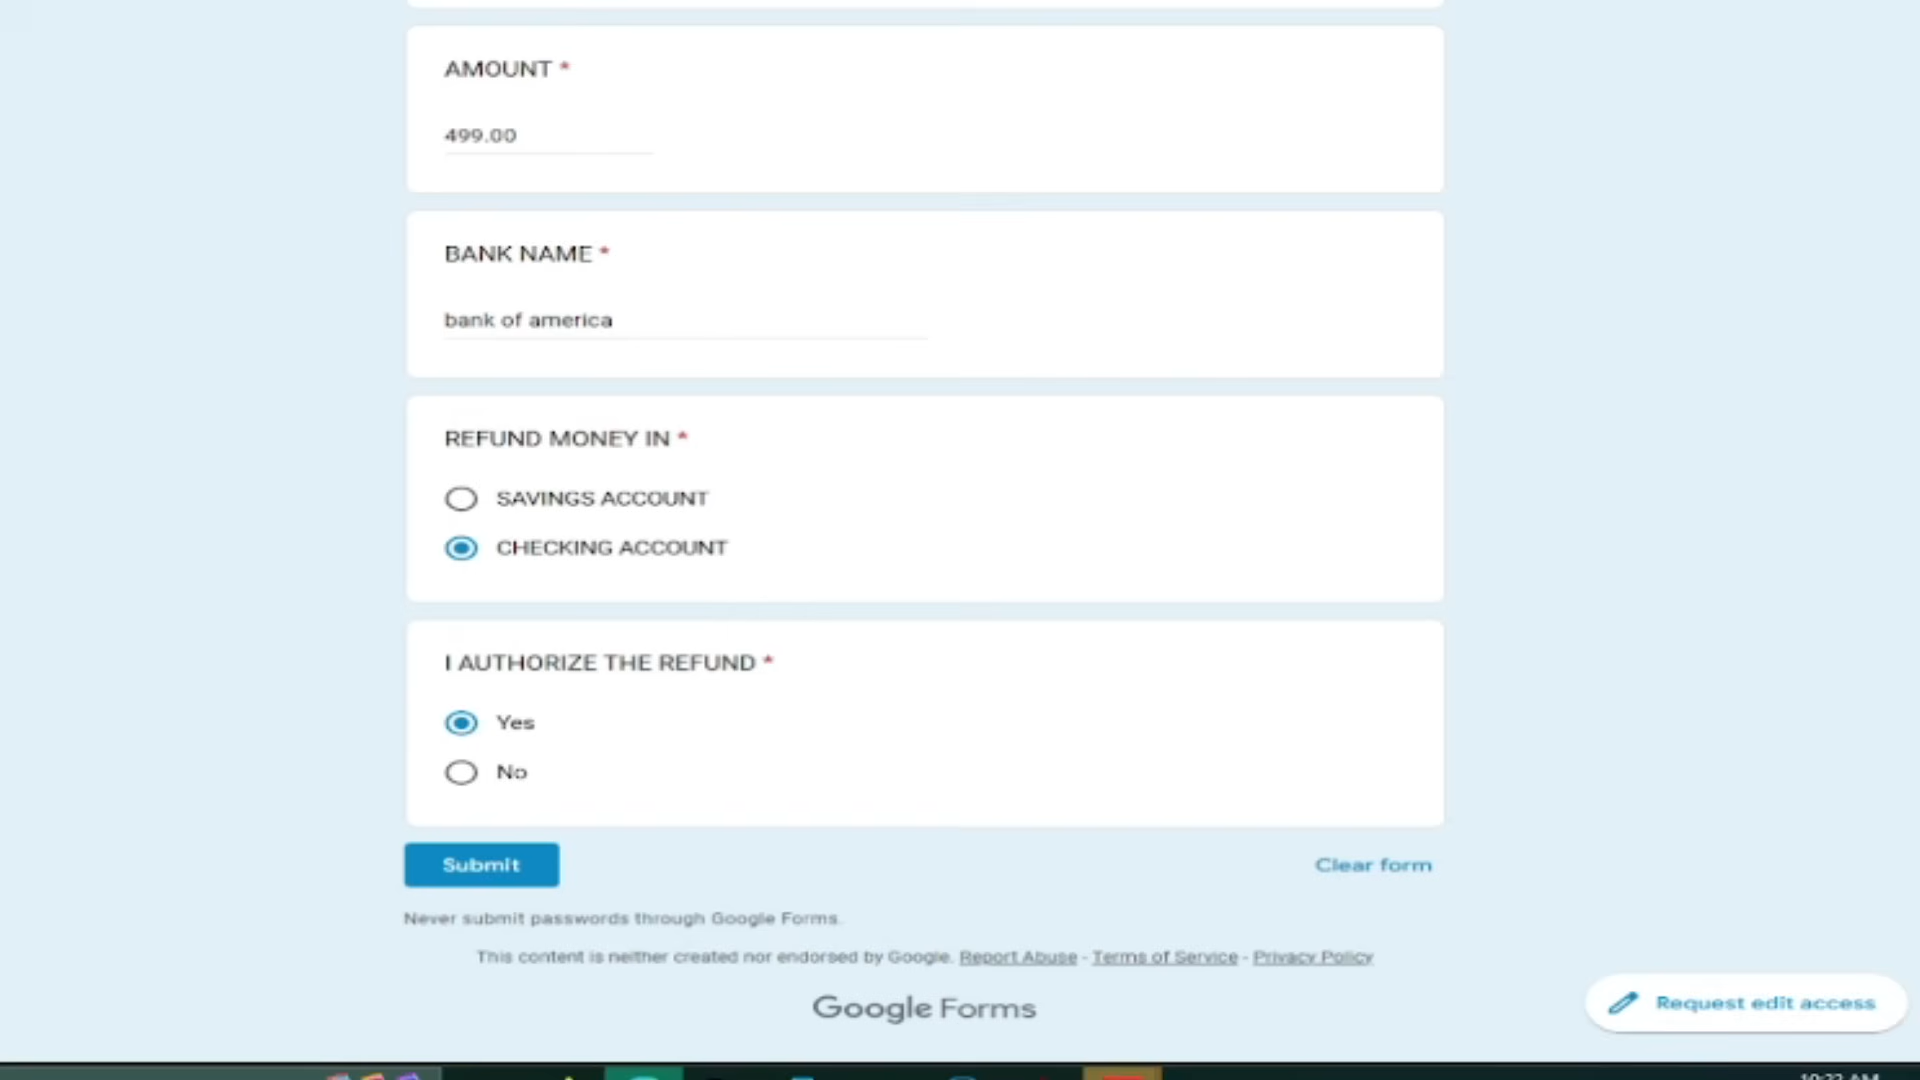 AMOUNT *
499.00
BANK NAME *
bank of america
REFUND MONEY IN *
SAVINGS ACCOUNT
CHECKING ACCOUNT
I AUTHORIZE THE REFUND *
Yes
No
Submit
Clear form
Never submit passwords through Google Forms.
This content is neither created nor endorsed by Google. Report Abuse - Terms of Service - Privacy Policy
Google Forms
Request edit access